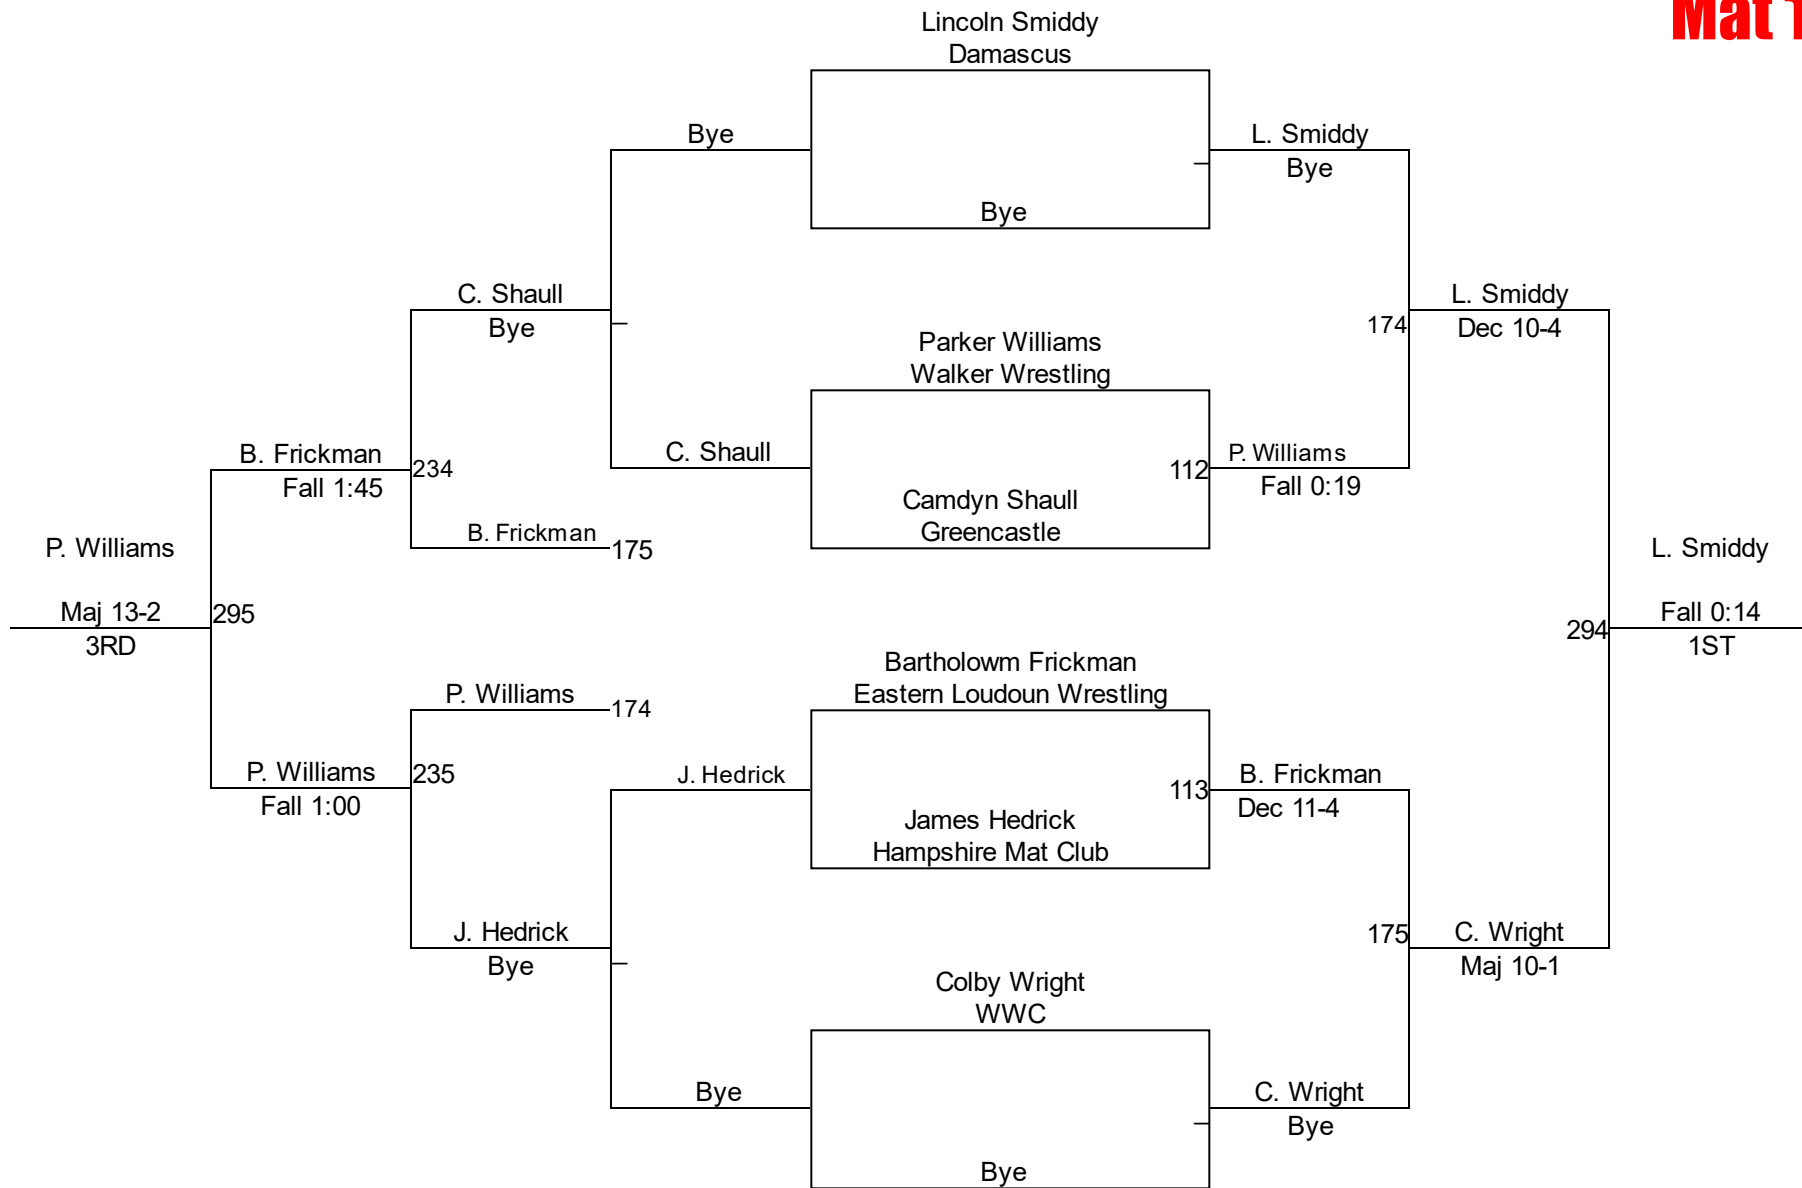 Mat 1
Lincoln Smiddy
Damascus
Bye
L. Smiddy
Bye
Bye
C. Shaull
Bye
L. Smiddy
174
Dec 10-4
Parker Williams
Walker Wrestling
B. Frickman
234
Fall 1:45
C. Shaull
112
P. Williams
Fall 0:19
Camdyn Shaull
Greencastle
B. Frickman
175
P. Williams
L. Smiddy
Maj 13-2
295
3RD
294
Fall 0:14
1ST
Bartholowm Frickman
Eastern Loudoun Wrestling
P. Williams
174
P. Williams
235
Fall 1:00
J. Hedrick
113
B. Frickman
Dec 11-4
James Hedrick
Hampshire Mat Club
J. Hedrick
Bye
175
C. Wright
Maj 10-1
Colby Wright
WWC
Bye
C. Wright
Bye
Bye